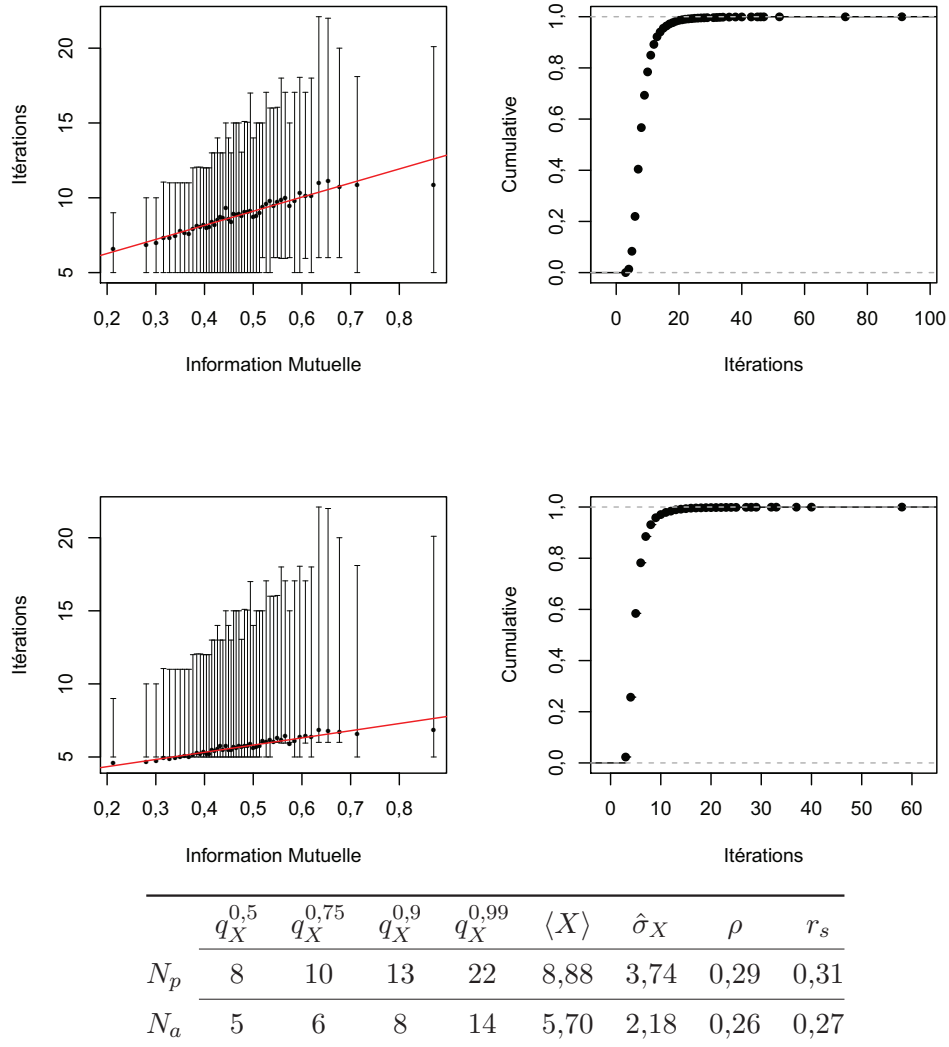 Itérations
20
15
10
5
0,2 0,3 0,4 0,5 0,6 0,7 0,8
Information Mutuelle
Cumulative
1,0
0,8
0,6
0,4
0,2
0,0
0 20 40 60 80 100
Itérations
Itérations
20
15
10
5
0,2 0,3 0,4 0,5 0,6 0,7 0,8
Information Mutuelle
Cumulative
1,0
0,8
0,6
0,4
0,2
0,0
0 10 20 30 40 50 60
Itérations
q_X^{0,5} q_X^{0,75} q_X^{0,9} q_X^{0,99} ⟨X⟩ σ̂_X ρ r_s
N_p 8 10 13 22 8,88 3,74 0,29 0,31
N_a 5 6 8 14 5,70 2,18 0,26 0,27